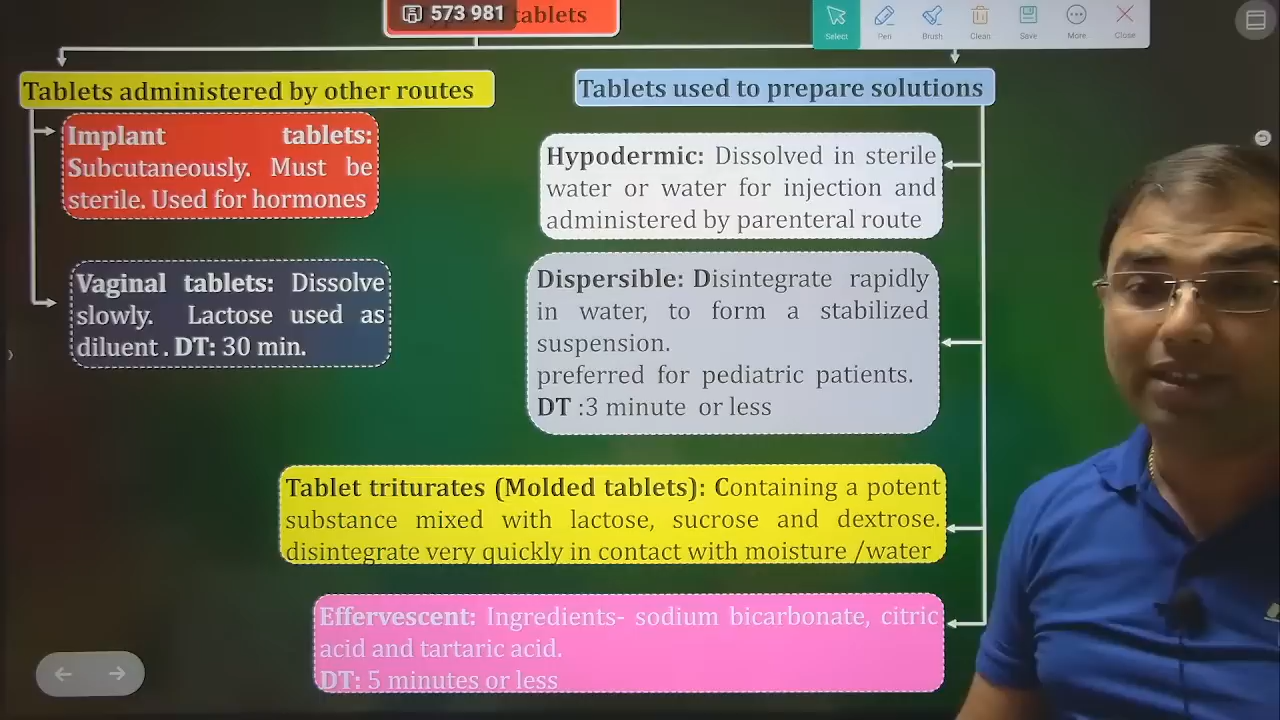 573 981 tablets
Select Pen Brush Clean Save More Close
Tablets administered by other routes
Implant tablets:
Subcutaneously. Must be
sterile. Used for hormones
Vaginal tablets: Dissolve
slowly. Lactose used as
diluent . DT: 30 min.
Tablets used to prepare solutions
Hypodermic: Dissolved in sterile
water or water for injection and
administered by parenteral route
Dispersible: Disintegrate rapidly
in water, to form a stabilized
suspension.
preferred for pediatric patients.
DT :3 minute or less
Tablet triturates (Molded tablets): Containing a potent
substance mixed with lactose, sucrose and dextrose.
disintegrate very quickly in contact with moisture /water
Effervescent: Ingredients- sodium bicarbonate, citric
acid and tartaric acid.
DT: 5 minutes or less